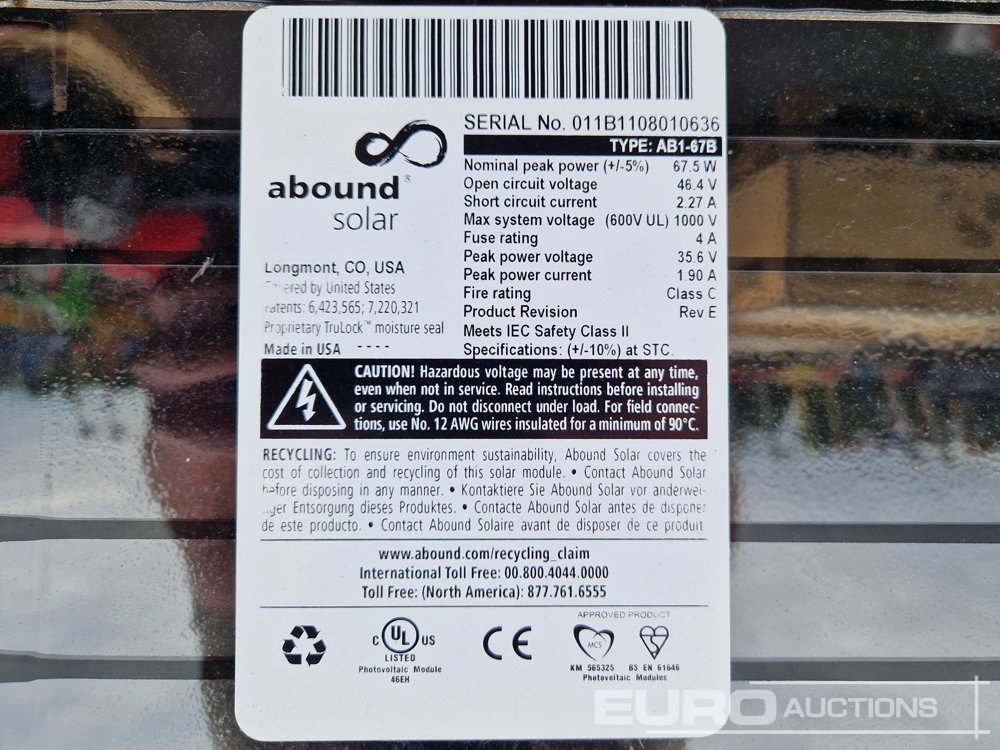 SERIAL No. 011B1108010636
TYPE: AB1-67B
abound®
solar
Nominal peak power (+/-5%) 67.5 W
Open circuit voltage 46.4 V
Short circuit current 2.27 A
Max system voltage (600V UL) 1000 V
Fuse rating 4 A
Peak power voltage 35.6 V
Peak power current 1.90 A
Fire rating Class C
Product Revision Rev E
Meets IEC Safety Class II
Specifications: (+/-10%) at STC.
Longmont, CO, USA
by United States
6,423,565; 7,220,321
Proprietary TruLock™ moisture seal
Made in USA - - - -
CAUTION! Hazardous voltage may be present at any time,
even when not in service. Read instructions before installing
or servicing. Do not disconnect under load. For field connec-
tions, use No. 12 AWG wires insulated for a minimum of 90°C.
RECYCLING: To ensure environment sustainability, Abound Solar covers the
cost of collection and recycling of this solar module. • Contact Abound Solar
before disposing in any manner. • Kontaktiere Sie Abound Solar vor anderwei-
Entsorgung dieses Produktes. • Contacte Abound Solar antes de disponer
de este producto. • Contact Abound Solaire avant de disposer de ce produit
www.abound.com/recycling_claim
International Toll Free: 00.800.4044.0000
Toll Free: (North America): 877.761.6555
APPROVED PRODUCT
C UL US
LISTED
Photovoltaic Module
46EH
CE
MCS
KM 565325 BS EN 61646
Photovoltaic Modules
EURO AUCTIONS